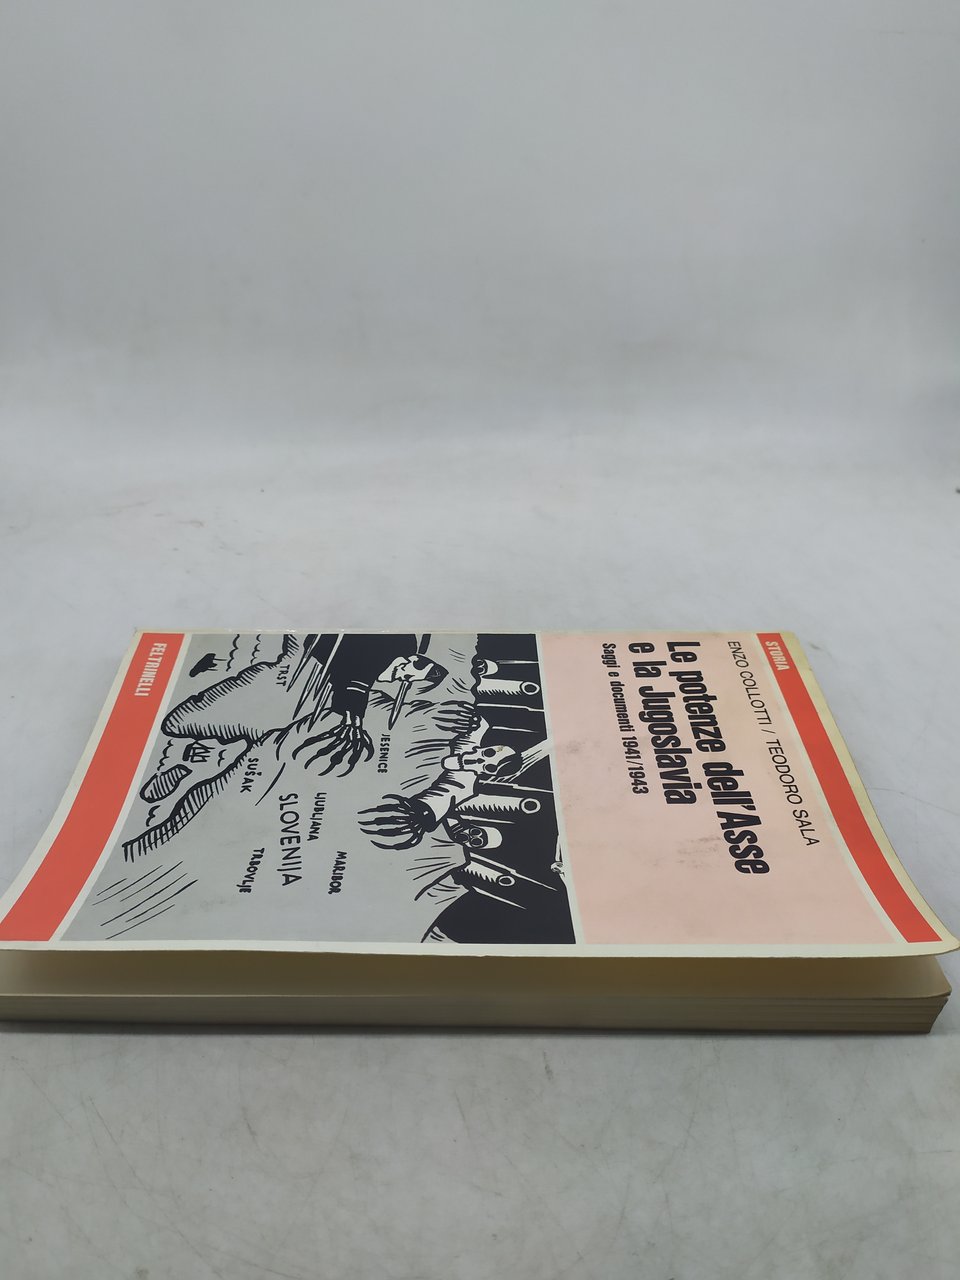 STORIA
ENZO COLLOTTI / TEODORO SALA
Le potenze dell'Asse
e la Jugoslavia
Saggi e documenti 1941/1943
TRST
JESENICE
SUŠAK
LJUBLJANA
SLOVENIJA
MARIBOR
TRBOVLJE
FELTRINELLI